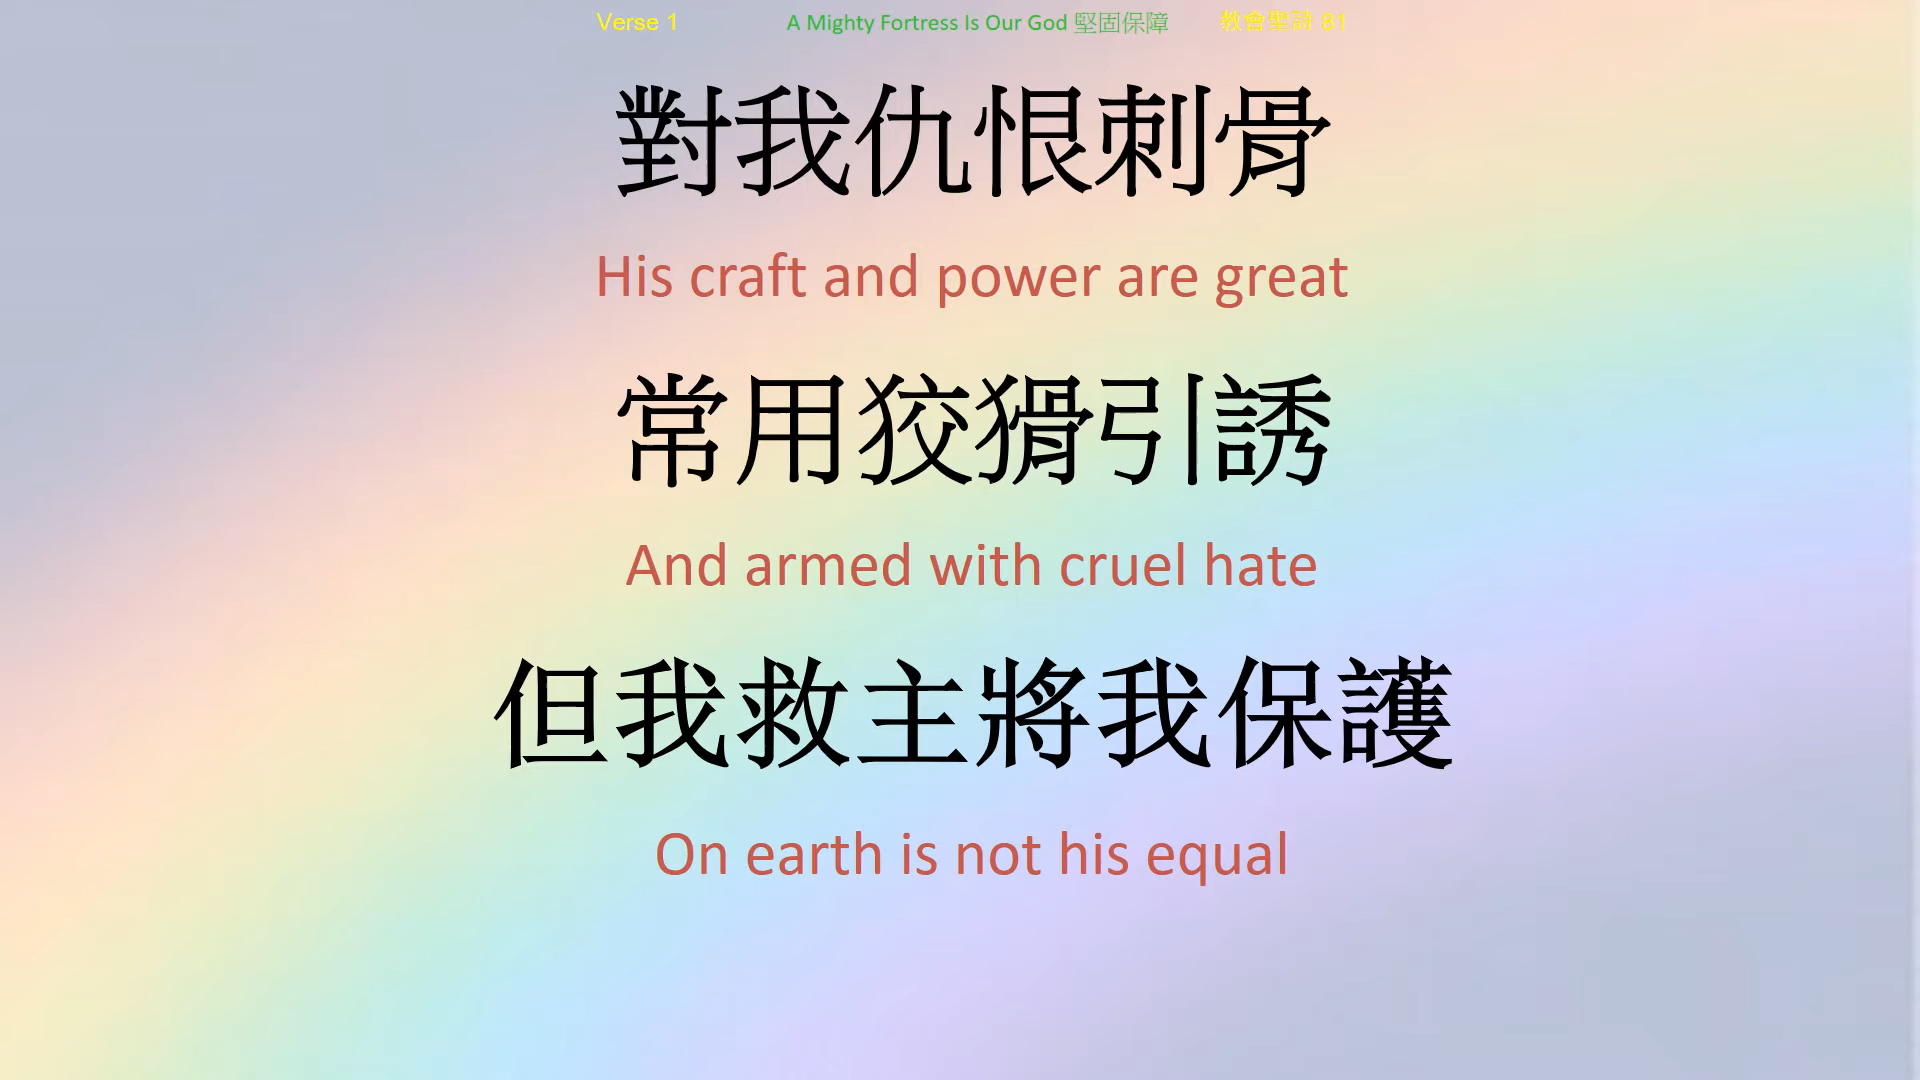 Verse 1 A Mighty Fortress Is Our God 堅固保障 教會聖詩 81
對我仇恨刺骨
His craft and power are great
常用狡猾引誘
And armed with cruel hate
但我救主將我保護
On earth is not his equal